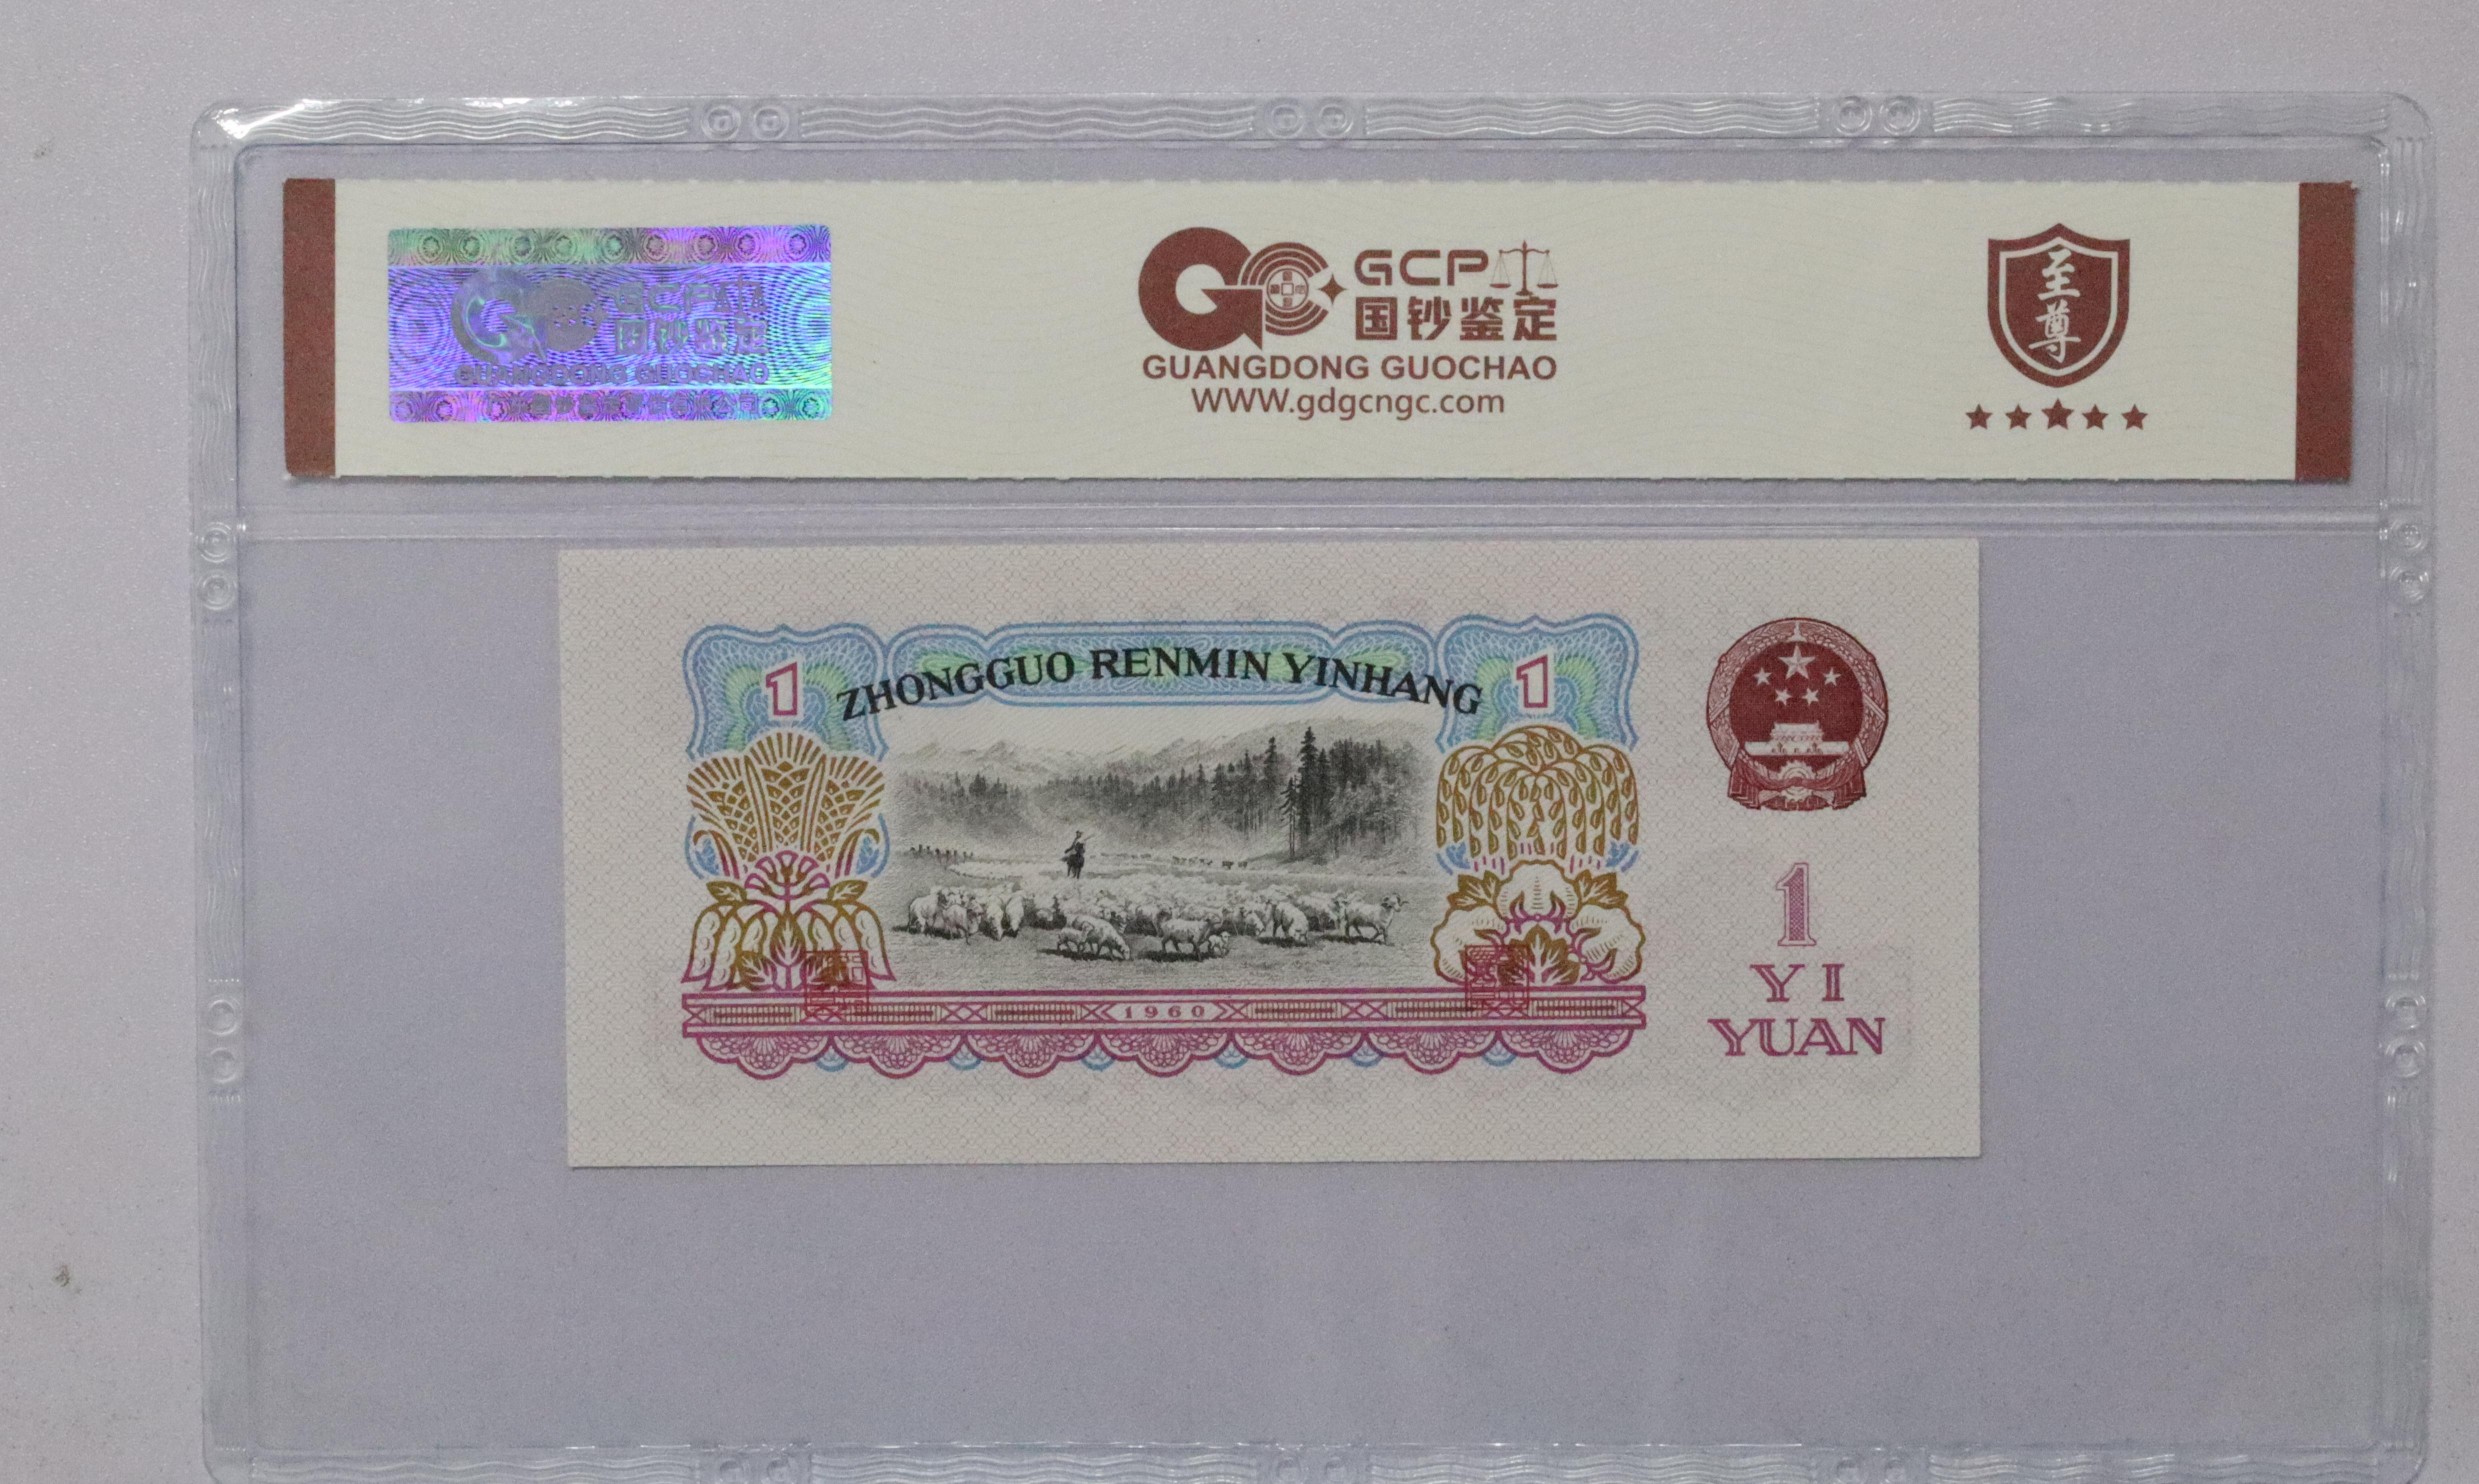 GCP
国钞鉴定
GUANGDONG GUOCHAO
GCP
国钞鉴定
GUANGDONG GUOCHAO
WWW.gdgcngc.com
至尊
1 ZHONGGUO RENMIN YINHANG 1
1960
1
YI
YUAN